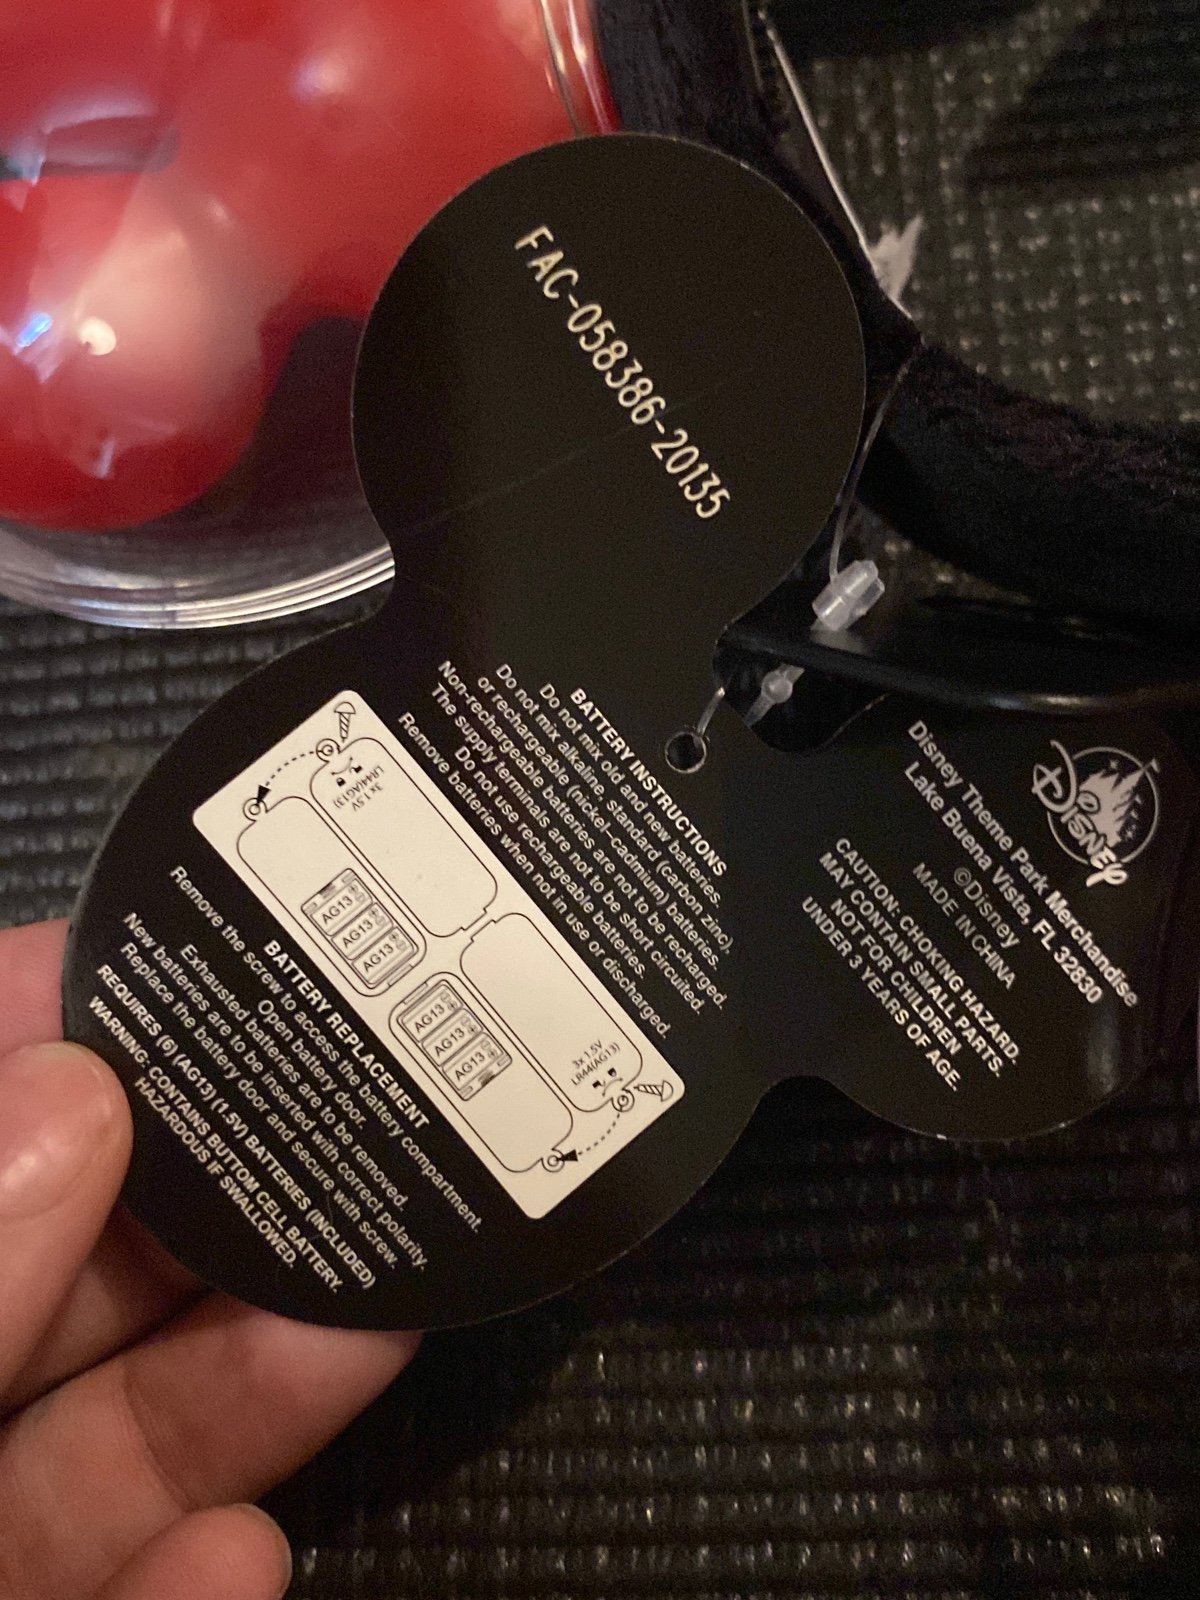 FAC-058386-20135
DISNEY
Disney Theme Park Merchandise
Lake Buena Vista, FL 32830
©Disney
MADE IN CHINA
CAUTION: CHOKING HAZARD.
MAY CONTAIN SMALL PARTS.
NOT FOR CHILDREN
UNDER 3 YEARS OF AGE.
BATTERY INSTRUCTIONS
Do not mix old and new batteries.
Do not mix alkaline, standard (carbon zinc),
or rechargeable (nickel-cadmium) batteries.
Non-rechargeable batteries are not to be recharged.
The supply terminals are not to be short circuited.
Do not use rechargeable batteries.
Remove batteries when not in use or discharged.
3x 1.5V
LR44(AG13)
AG13
AG13
AG13
AG13
AG13
AG13
3x 1.5V
LR44(AG13)
BATTERY REPLACEMENT
Remove the screw to access the battery compartment.
Open battery door.
Exhausted batteries are to be removed.
New batteries are to be inserted with correct polarity.
Replace the battery door and secure with screw.
REQUIRES (6) (AG13) (1.5V) BATTERIES (INCLUDED)
WARNING, CONTAINS BUTTOM CELL BATTERY.
HAZARDOUS IF SWALLOWED.